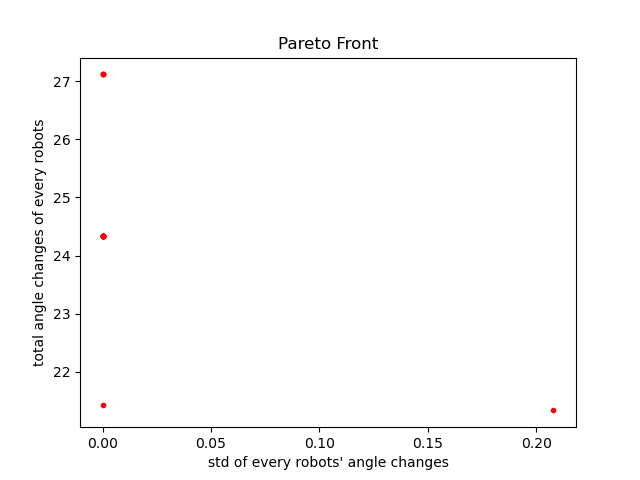 Pareto Front
total angle changes of every robots
27
26
25
24
23
22
0.00 0.05 0.10 0.15 0.20
std of every robots' angle changes